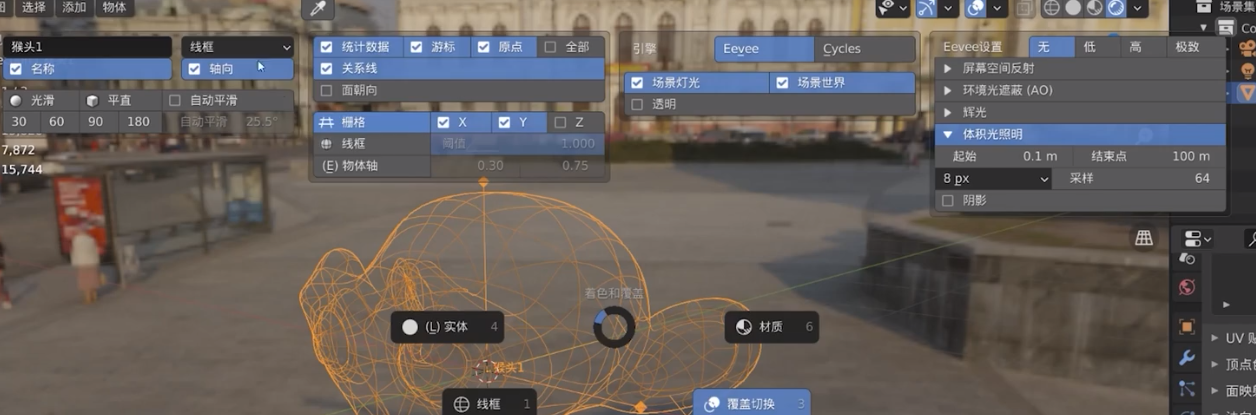 选择 添加 物体
场景集
猴头1 线框
名称 轴向
光滑 平直 自动平滑
30 60 90 180 自动平滑 25.5°
7,872
15,744
统计数据 游标 原点 全部
关系线
面朝向
栅格 X Y Z
线框 阈值 1.000
(E) 物体轴 0.30 0.75
引擎 Eevee Cycles
场景灯光 场景世界
透明
Eevee设置 无 低 高 极致
屏幕空间反射
环境光遮蔽 (AO)
辉光
体积光照明
起始 0.1 m 结束点 100 m
8 px 采样 64
阴影
Co
着色和覆盖
(L) 实体 4
材质 6
猴头1
线框 1
覆盖切换 3
UV
顶点
面映